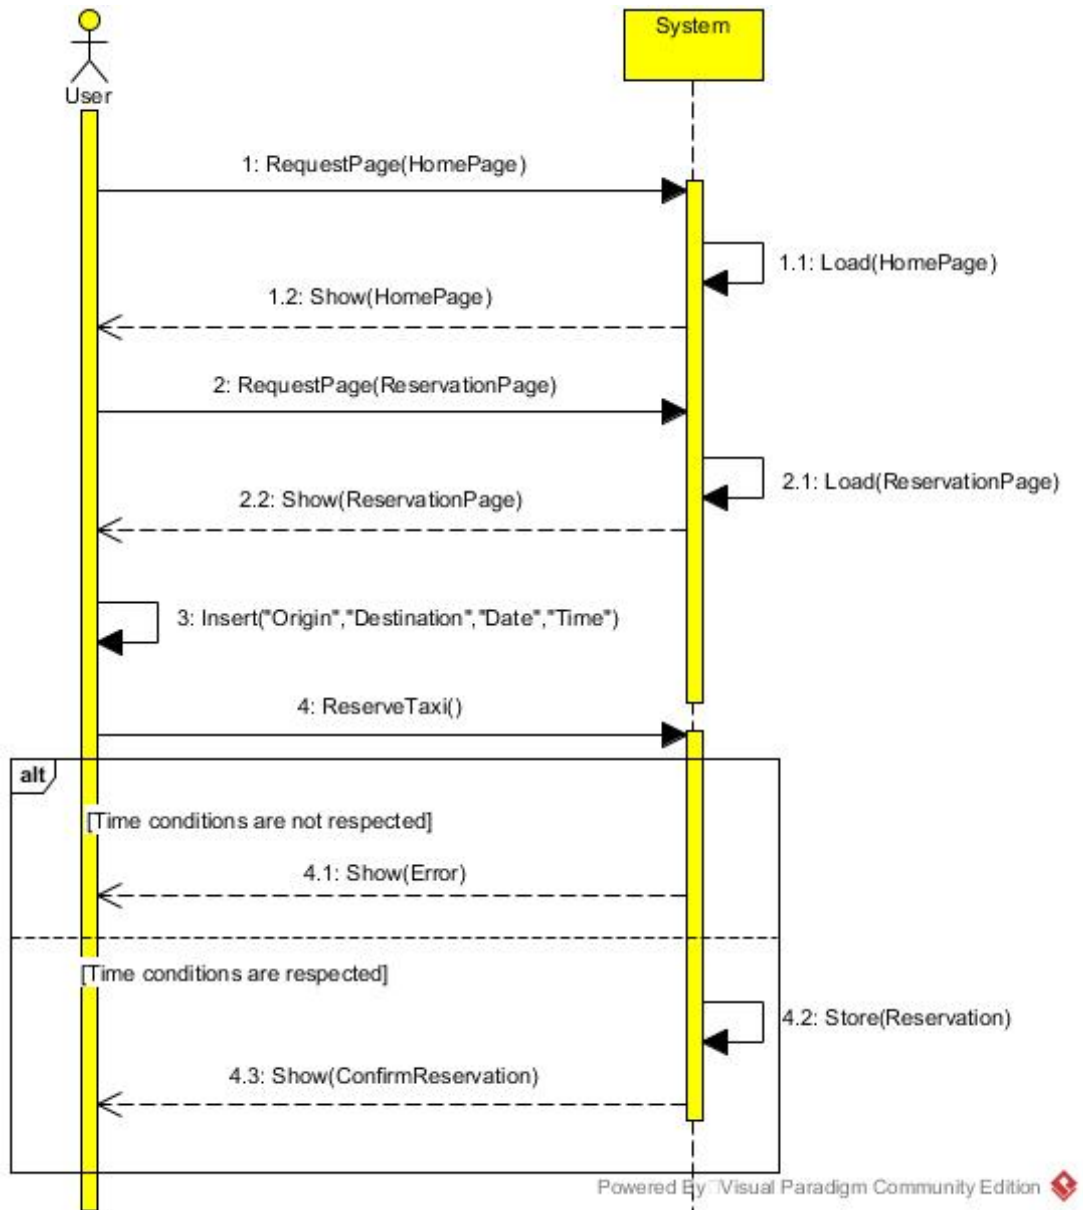 System
User
1: RequestPage(HomePage)
1.1: Load(HomePage)
1.2: Show(HomePage)
2: RequestPage(ReservationPage)
2.1: Load(ReservationPage)
2.2: Show(ReservationPage)
3: Insert("Origin","Destination","Date","Time")
4: ReserveTaxi()
alt
[Time conditions are not respected]
4.1: Show(Error)
[Time conditions are respected]
4.2: Store(Reservation)
4.3: Show(ConfirmReservation)
Powered By Visual Paradigm Community Edition